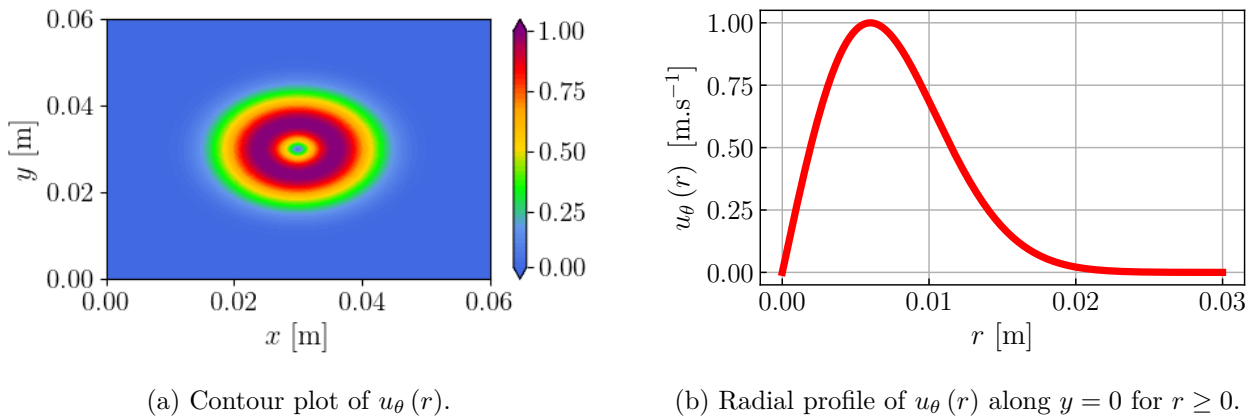 0.06
0.04
0.02
0.00
y [m]
0.00 0.02 0.04 0.06
x [m]
1.00
0.75
0.50
0.25
0.00
1.00
0.75
0.50
0.25
0.00
u_θ (r) [m.s⁻¹]
0.00 0.01 0.02 0.03
r [m]
(a) Contour plot of u_θ (r).
(b) Radial profile of u_θ (r) along y = 0 for r ≥ 0.